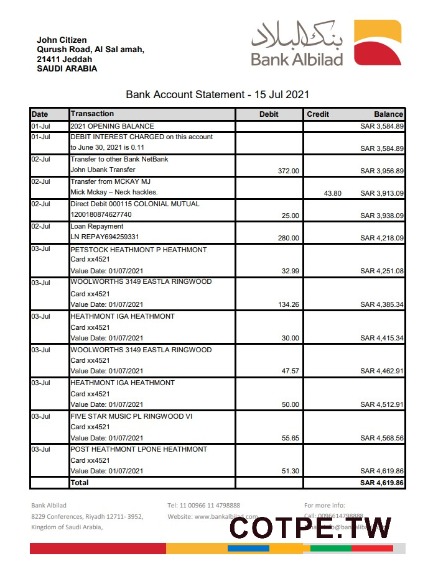 John Citizen
Qurush Road, Al Sal amah,
21411 Jeddah
SAUDI ARABIA
بنك البلاد
Bank Albilad
Bank Account Statement - 15 Jul 2021
Date Transaction Debit Credit Balance
01-Jul 2021 OPENING BALANCE SAR 3,584.89
01-Jul DEBIT INTEREST CHARGED on this account
to June 30, 2021 is 0.11 SAR 3,584.89
02-Jul Transfer to other Bank NetBank
John Ubank Transfer 372.00 SAR 3,956.89
02-Jul Transfer from MCKAY MJ
Mick Mckay – Neck hackles. 43.80 SAR 3,913.09
02-Jul Direct Debit 000115 COLONIAL MUTUAL
1200180874627740 25.00 SAR 3,938.09
02-Jul Loan Repayment
LN REPAY694259331 280.00 SAR 4,218.09
03-Jul PETSTOCK HEATHMONT P HEATHMONT
Card xx4521
Value Date: 01/07/2021 32.99 SAR 4,251.08
03-Jul WOOLWORTHS 3149 EASTLA RINGWOOD
Card xx4521
Value Date: 01/07/2021 134.26 SAR 4,385.34
03-Jul HEATHMONT IGA HEATHMONT
Card xx4521
Value Date: 01/07/2021 30.00 SAR 4,415.34
03-Jul WOOLWORTHS 3149 EASTLA RINGWOOD
Card xx4521
Value Date: 01/07/2021 47.57 SAR 4,462.91
03-Jul HEATHMONT IGA HEATHMONT
Card xx4521
Value Date: 01/07/2021 50.00 SAR 4,512.91
03-Jul FIVE STAR MUSIC PL RINGWOOD VI
Card xx4521
Value Date: 01/07/2021 55.65 SAR 4,568.56
03-Jul POST HEATHMONT LPONE HEATHMONT
Card xx4521
Value Date: 01/07/2021 51.30 SAR 4,619.86
Total SAR 4,619.86
Bank Albilad Tel: 11 00966 11 4798888 For more info:
8229 Conferences, Riyadh 12711- 3952, Website: www.bankalbilad.com
Kingdom of Saudi Arabia,
COTPE.TW